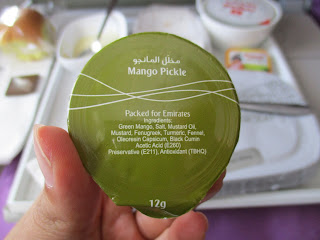 مخلل المانجو
Mango Pickle
Packed for Emirates
Ingredients:
Green Mango, Salt, Mustard Oil,
Mustard, Fenugreek, Turmeric, Fennel,
Oleoresin Capsicum, Black Cumin
Acetic Acid (E260)
Preservative (E211), Antioxidant (TBHQ)
12g